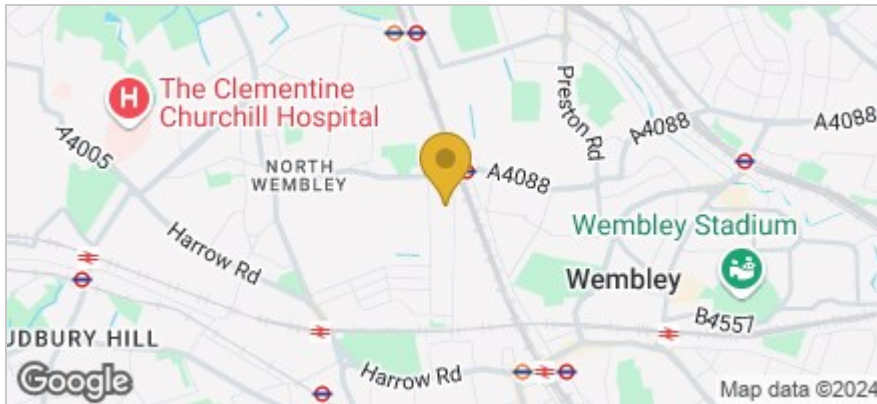 H
The Clementine
Churchill Hospital
A4005
NORTH
WEMBLEY
Harrow Rd
UDBURY HILL
Harrow Rd
Preston Rd
A4088
A4088
A4088
Wembley Stadium
Wembley
B4557
Google
Map data ©2024